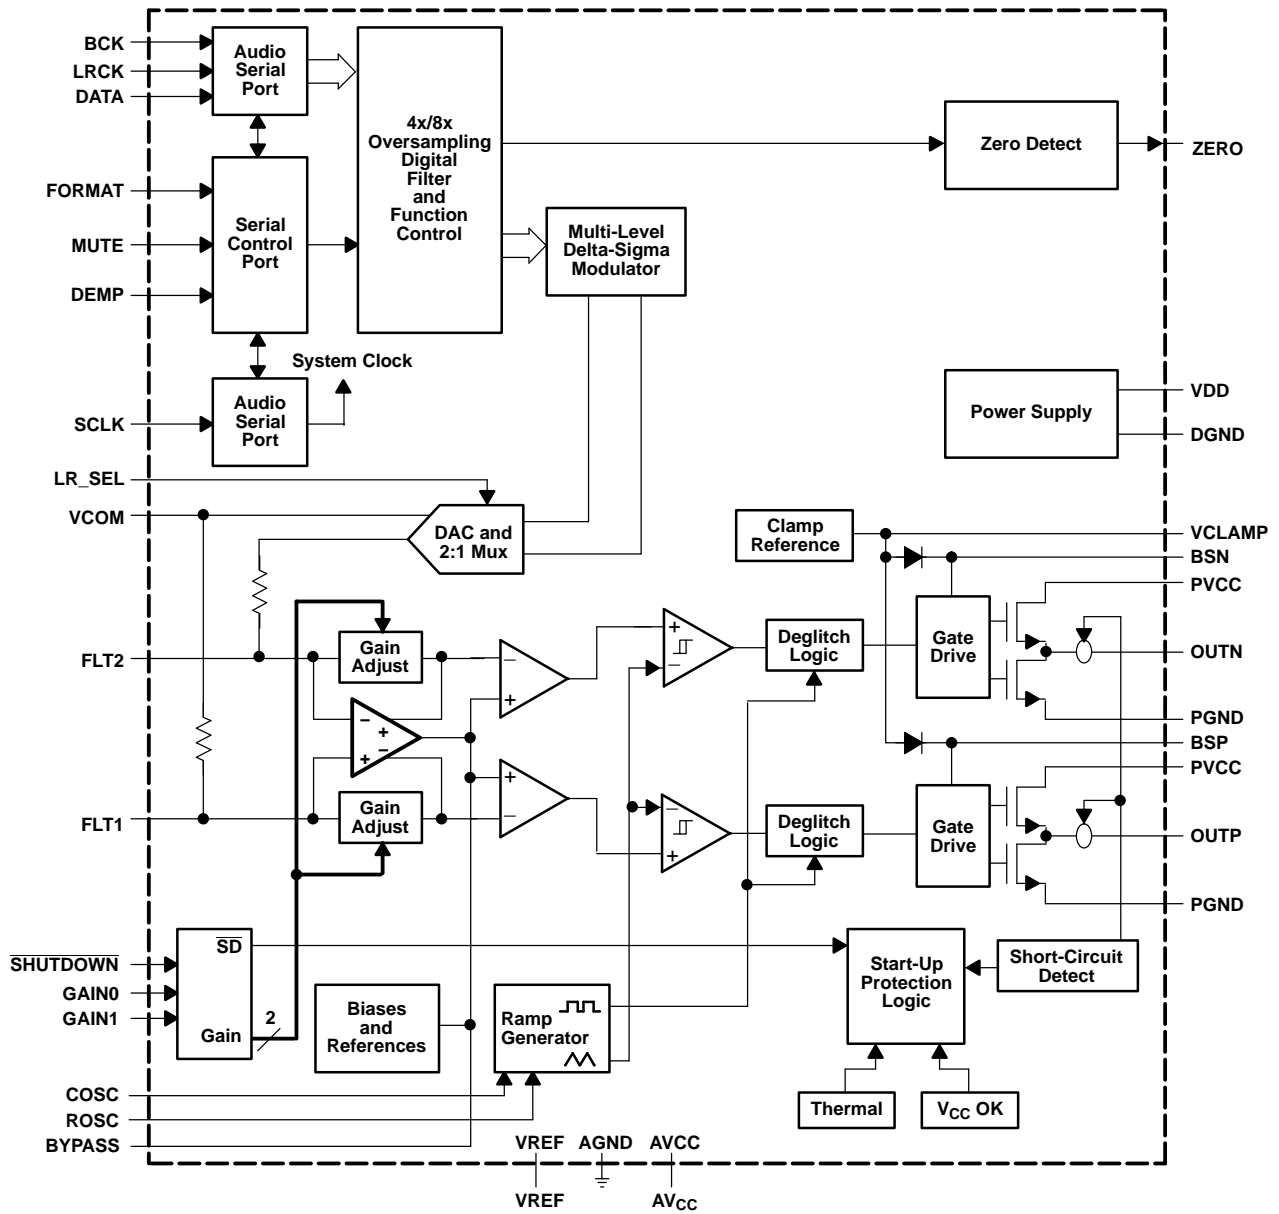 BCK
LRCK
DATA
Audio
Serial
Port
4x/8x
Oversampling
Digital
Filter
and
Function
Control
Zero Detect
ZERO
FORMAT
MUTE
DEMP
Serial
Control
Port
Multi-Level
Delta-Sigma
Modulator
System Clock
SCLK
Audio
Serial
Port
Power Supply
VDD
DGND
LR_SEL
VCOM
DAC and
2:1 Mux
Clamp
Reference
VCLAMP
BSN
PVCC
FLT2
Gain
Adjust
−
+
+
−
Deglitch
Logic
Gate
Drive
OUTN
PGND
−
+
−
+
BSP
PVCC
FLT1
Gain
Adjust
+
−
−
+
Deglitch
Logic
Gate
Drive
OUTP
PGND
SHUTDOWN
GAIN0
GAIN1
SD
Gain
2
Biases and
References
Ramp
Generator
Start-Up
Protection
Logic
Short-Circuit
Detect
Thermal
VCC OK
COSC
ROSC
BYPASS
VREF
AGND
AVCC
VREF
AVCC